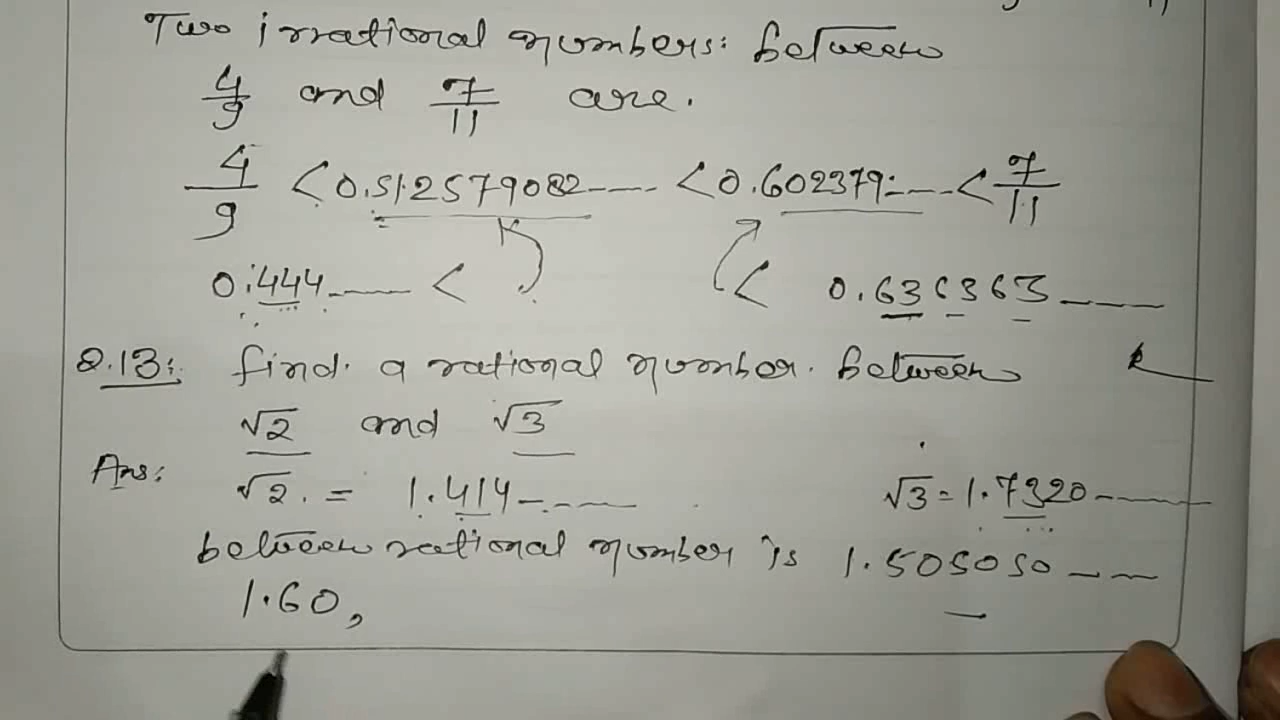 Two irrational numbers: between
4/9 and 7/11 are.
4/9 < 0.512579082---- < 0.602379---- < 7/11
0.444---- < < 0.636363----
Q.13: find a rational number between
√2 and √3
Ans: √2 = 1.414------ √3 = 1.7320------
between rational number is 1.505050----
1.60,